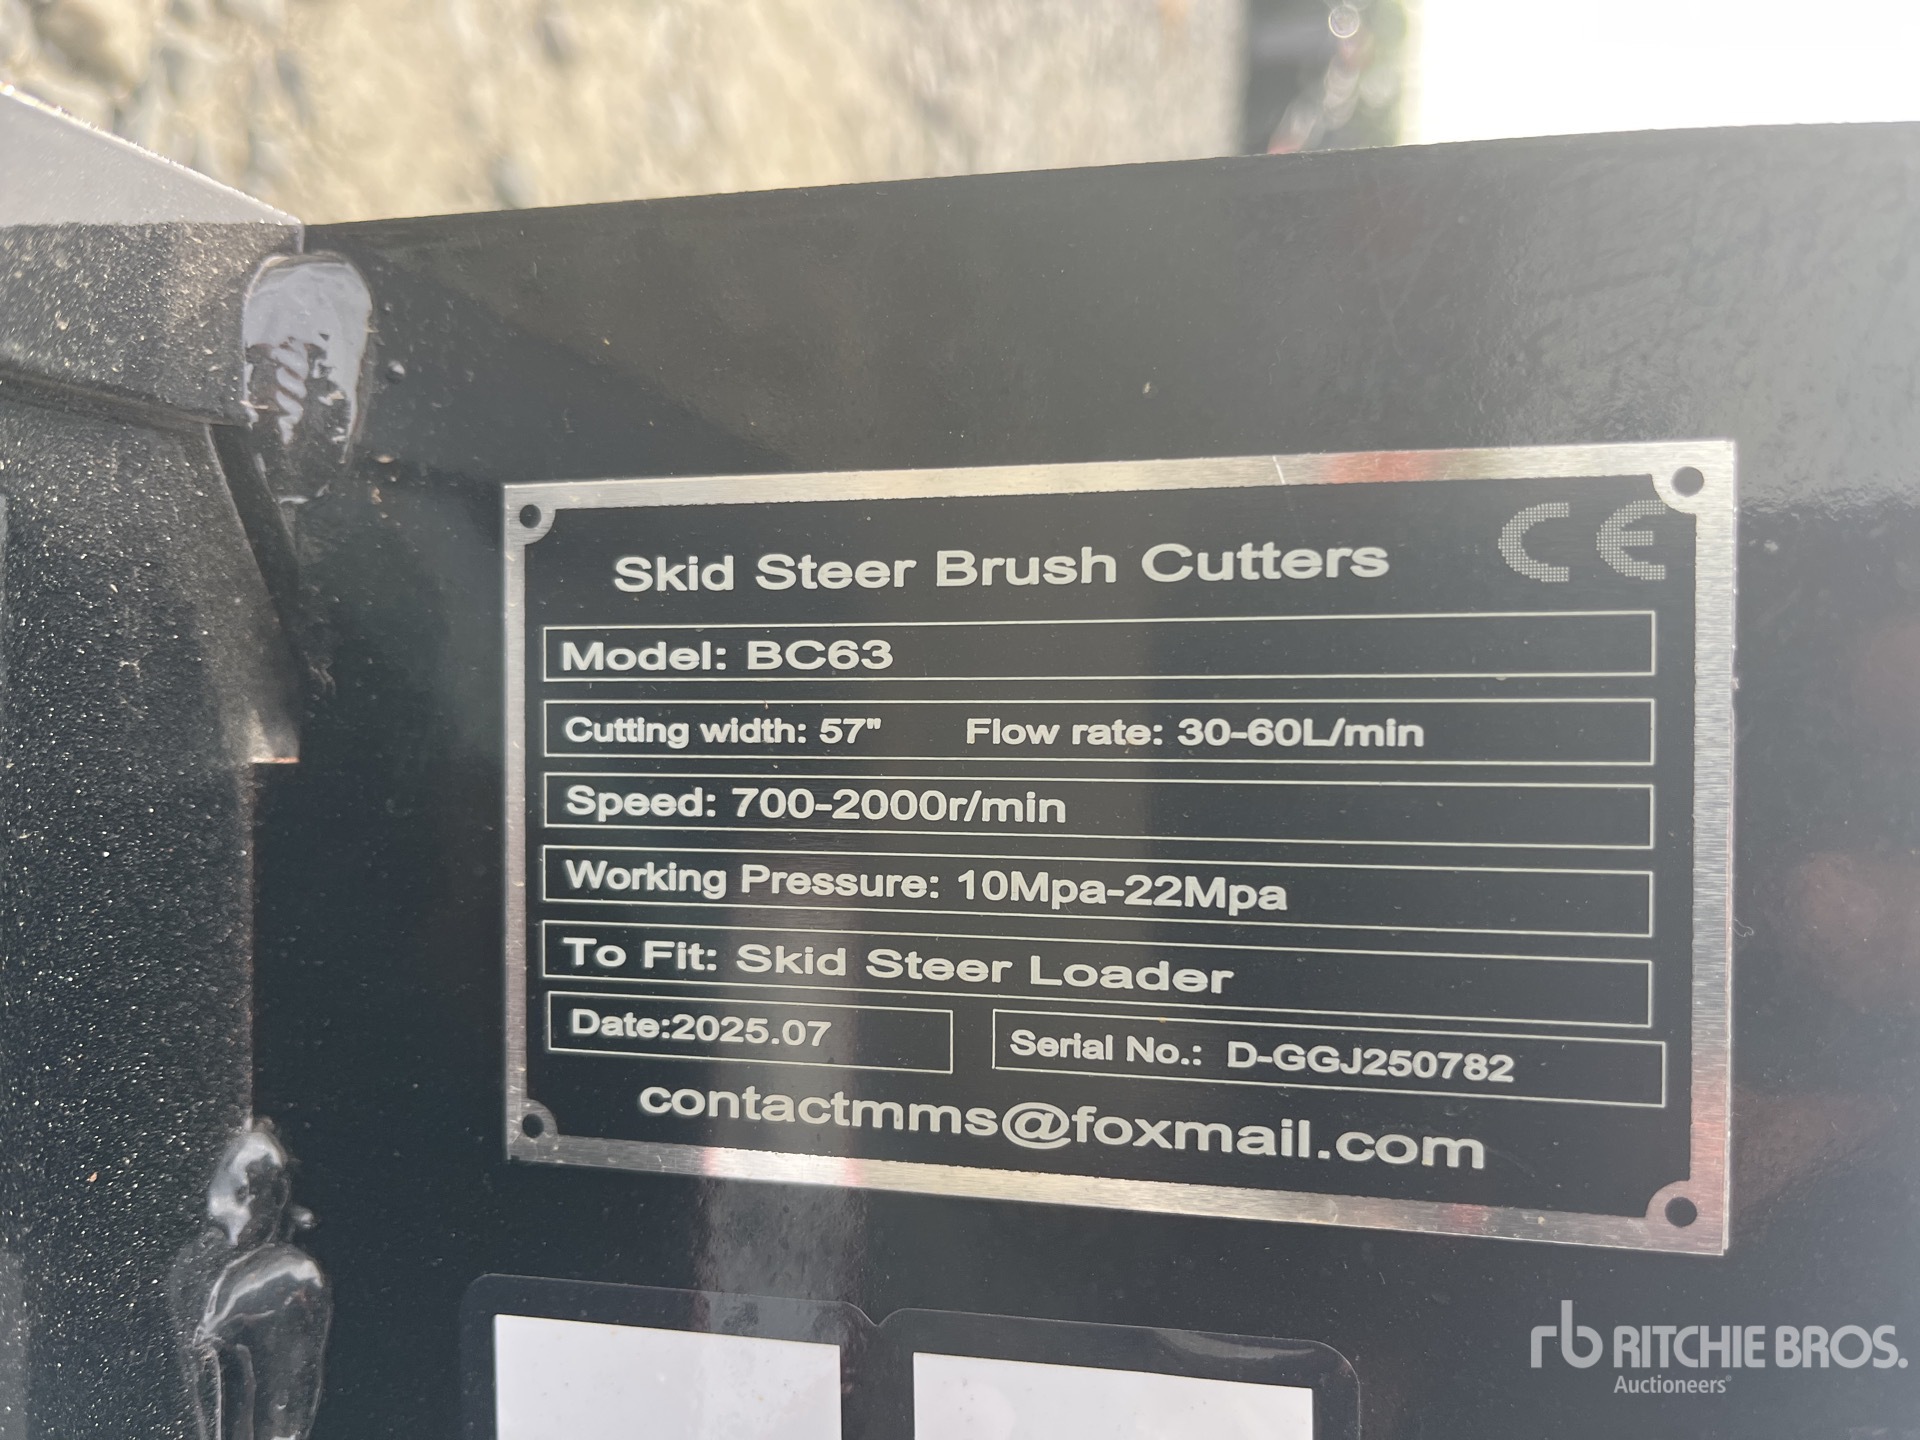 CE
Skid Steer Brush Cutters
Model: BC63
Cutting width: 57" Flow rate: 30-60L/min
Speed: 700-2000r/min
Working Pressure: 10Mpa-22Mpa
To Fit: Skid Steer Loader
Date:2025.07 Serial No.: D-GGJ250782
contactmms@foxmail.com
rb RITCHIE BROS.
Auctioneers